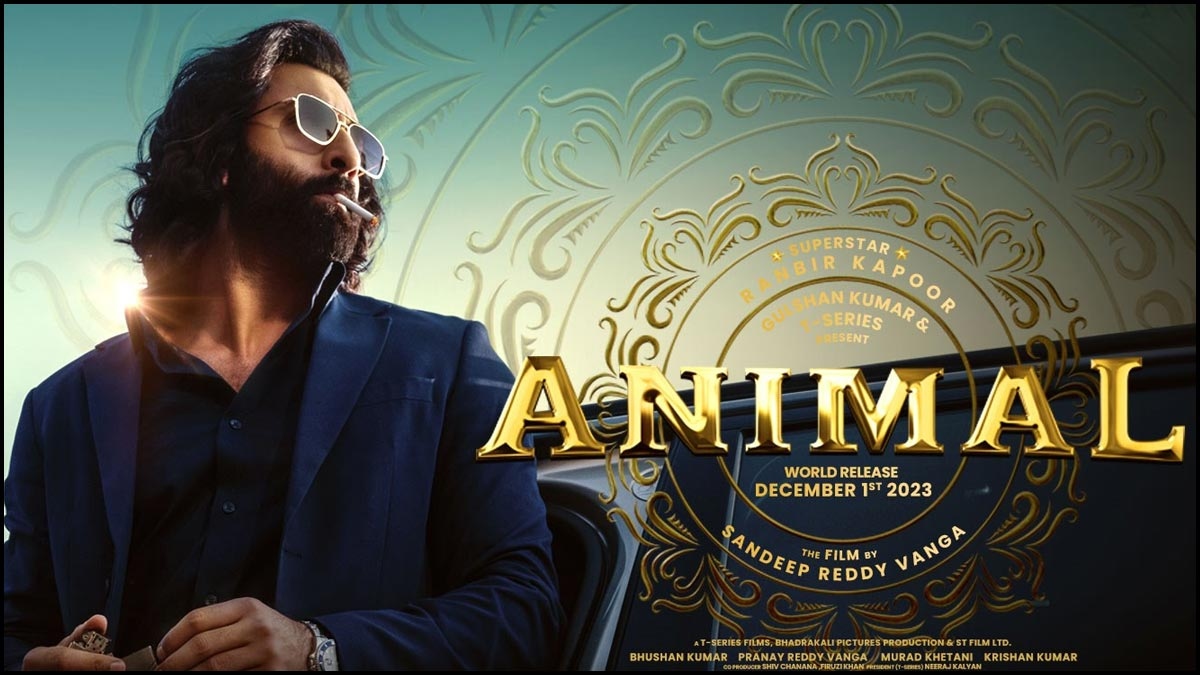 SUPERSTAR
RANBIR KAPOOR
GULSHAN KUMAR &
T-SERIES
PRESENT
ANIMAL
WORLD RELEASE
DECEMBER 1ST 2023
THE FILM BY
SANDEEP REDDY VANGA
A T-SERIES FILMS, BHADRAKALI PICTURES PRODUCTION & ST FILM LTD.
BHUSHAN KUMAR PRANAY REDDY VANGA MURAD KHETANI KRISHAN KUMAR
CO PRODUCER SHIV CHANANA, FIRUZI KHAN PRESIDENT (T-SERIES) NEERAJ KALYAN